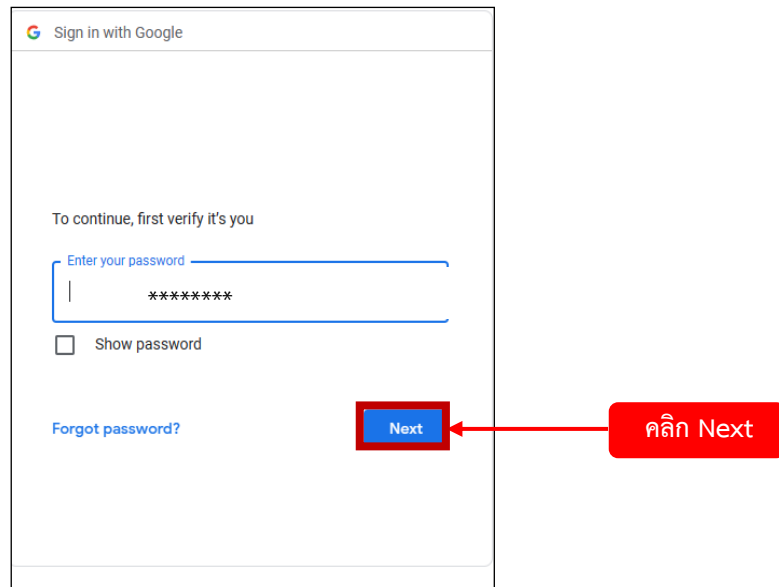 Sign in with Google
To continue, first verify it's you
Enter your password
********
Show password
Forgot password?
Next
คลิก Next